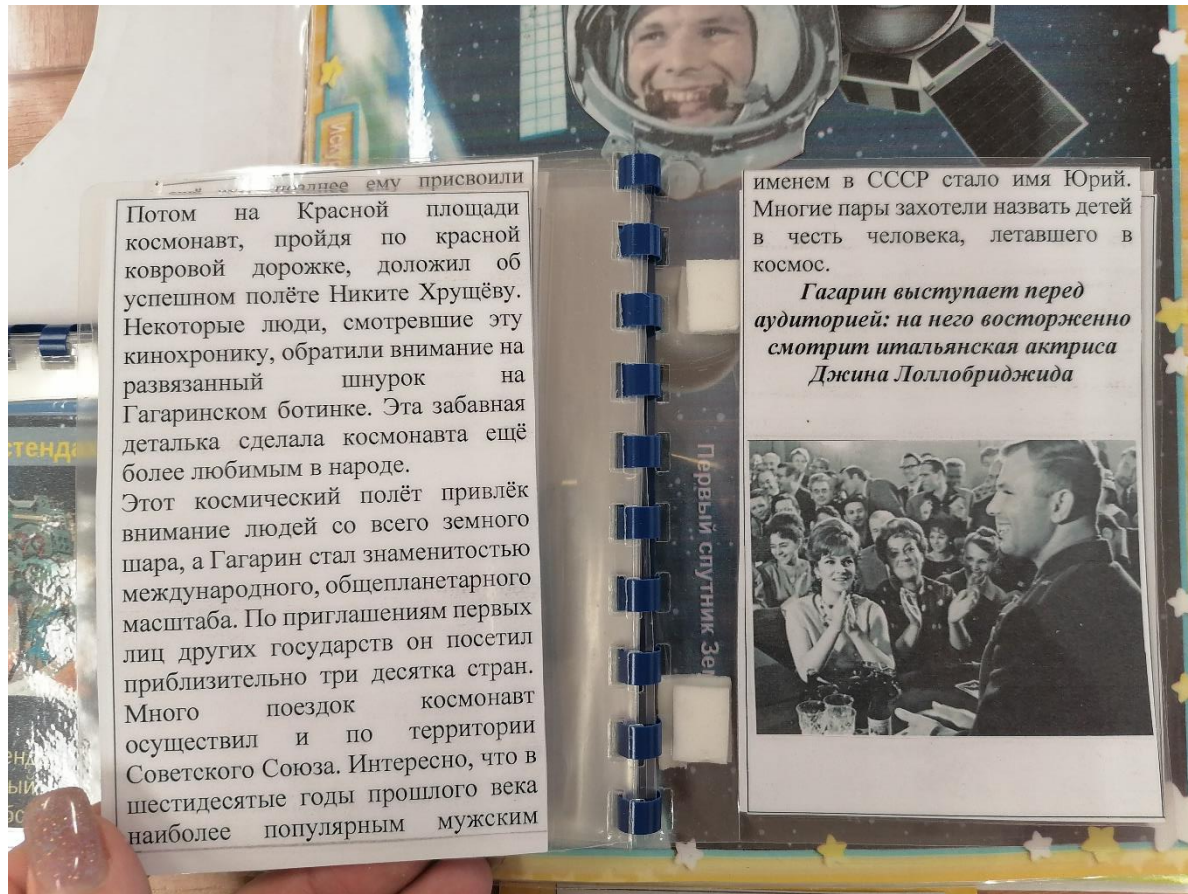 позднее ему присвоили
Потом на Красной площади
космонавт, пройдя по красной
ковровой дорожке, доложил об
успешном полёте Никите Хрущёву.
Некоторые люди, смотревшие эту
кинохронику, обратили внимание на
развязанный шнурок на
Гагаринском ботинке. Эта забавная
деталька сделала космонавта ещё
более любимым в народе.
Этот космический полёт привлёк
внимание людей со всего земного
шара, а Гагарин стал знаменитостью
международного, общепланетарного
масштаба. По приглашениям первых
лиц других государств он посетил
приблизительно три десятка стран.
Много поездок космонавт
осуществил и по территории
Советского Союза. Интересно, что в
шестидесятые годы прошлого века
наиболее популярным мужским
именем в СССР стало имя Юрий.
Многие пары захотели назвать детей
в честь человека, летавшего в
космос.
Гагарин выступает перед
аудиторией: на него восторженно
смотрит итальянская актриса
Джина Лоллобриджида
Первый спутник Зем